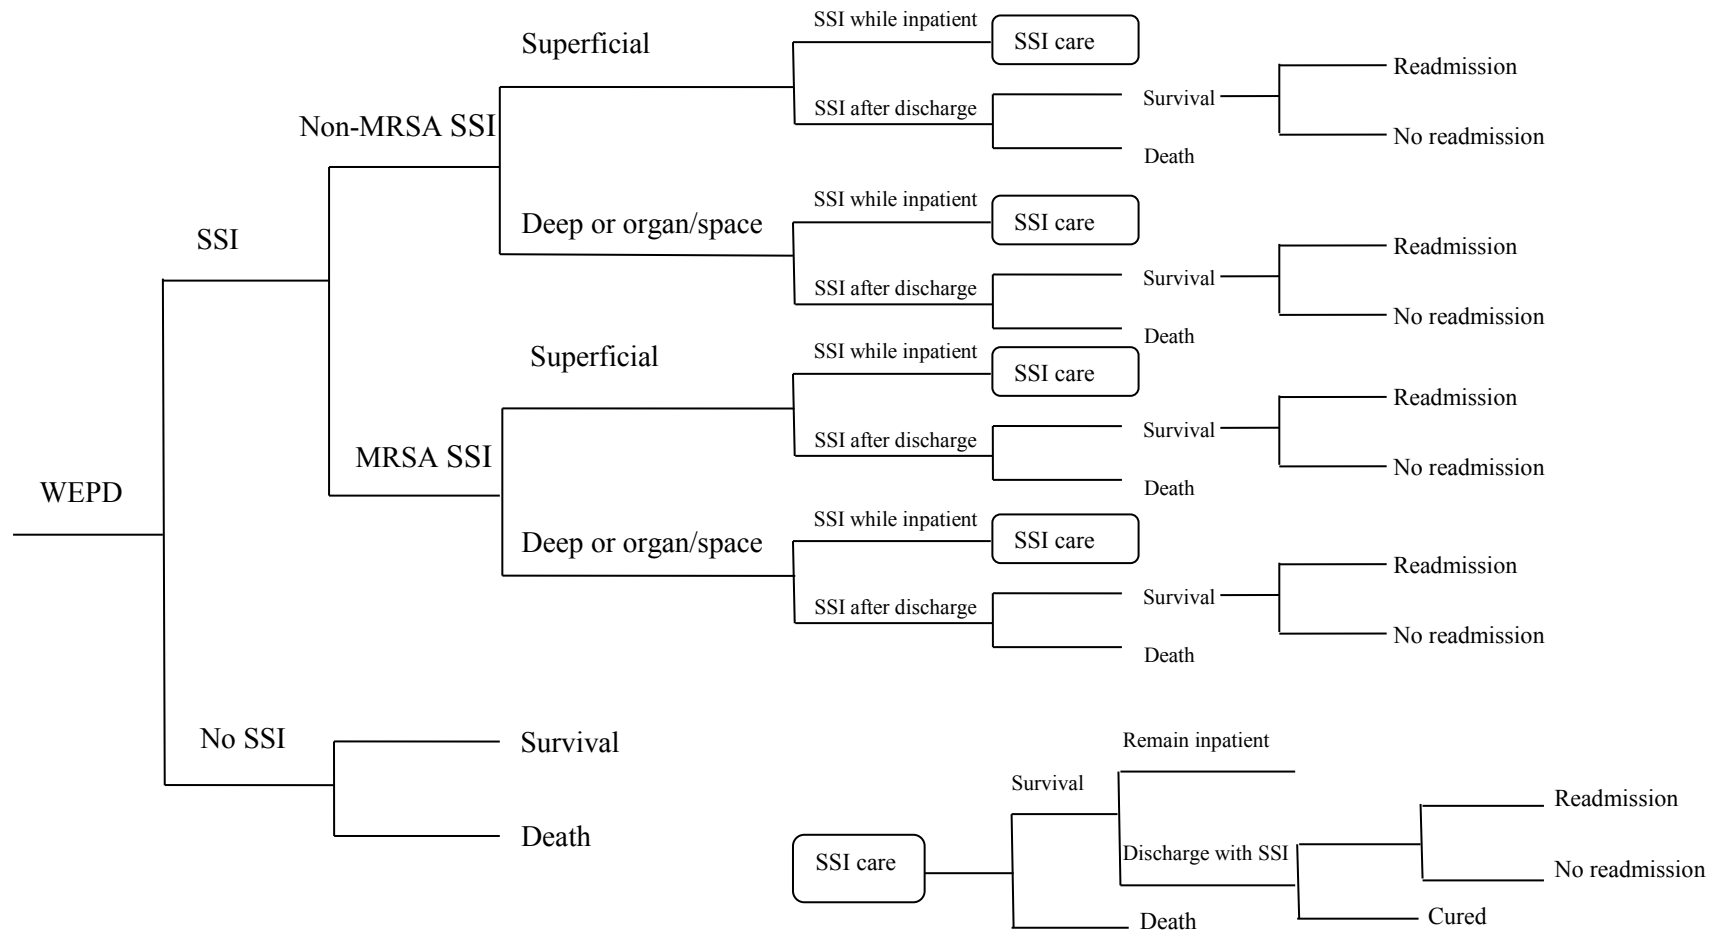 SSI while inpatient
Superficial
SSI care
Readmission
SSI after discharge
Survival
Non-MRSA SSI
No readmission
Death
SSI while inpatient
Deep or organ/space
SSI care
SSI
Readmission
SSI after discharge
Survival
No readmission
Death
SSI while inpatient
Superficial
SSI care
Readmission
SSI after discharge
Survival
MRSA SSI
No readmission
Death
WEPD
SSI while inpatient
Deep or organ/space
SSI care
Readmission
SSI after discharge
Survival
No readmission
Death
No SSI
Survival
Death
Remain inpatient
Survival
Readmission
Discharge with SSI
SSI care
No readmission
Cured
Death